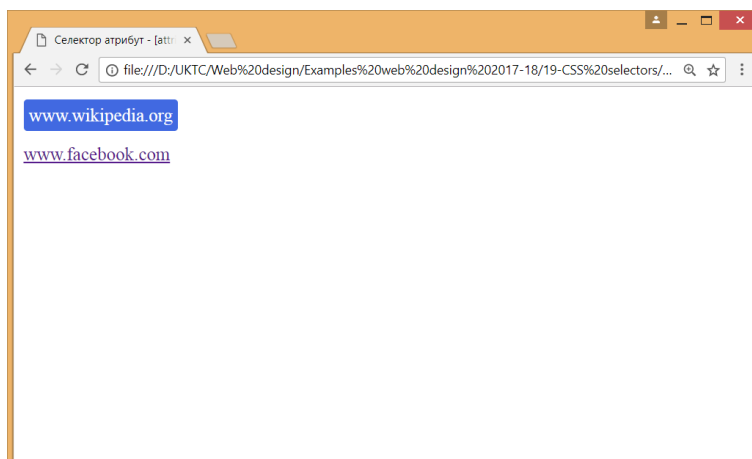 Селектор атрибут - [attr
file:///D:/UKTC/Web%20design/Examples%20web%20design%202017-18/19-CSS%20selectors/...
www.wikipedia.org
www.facebook.com